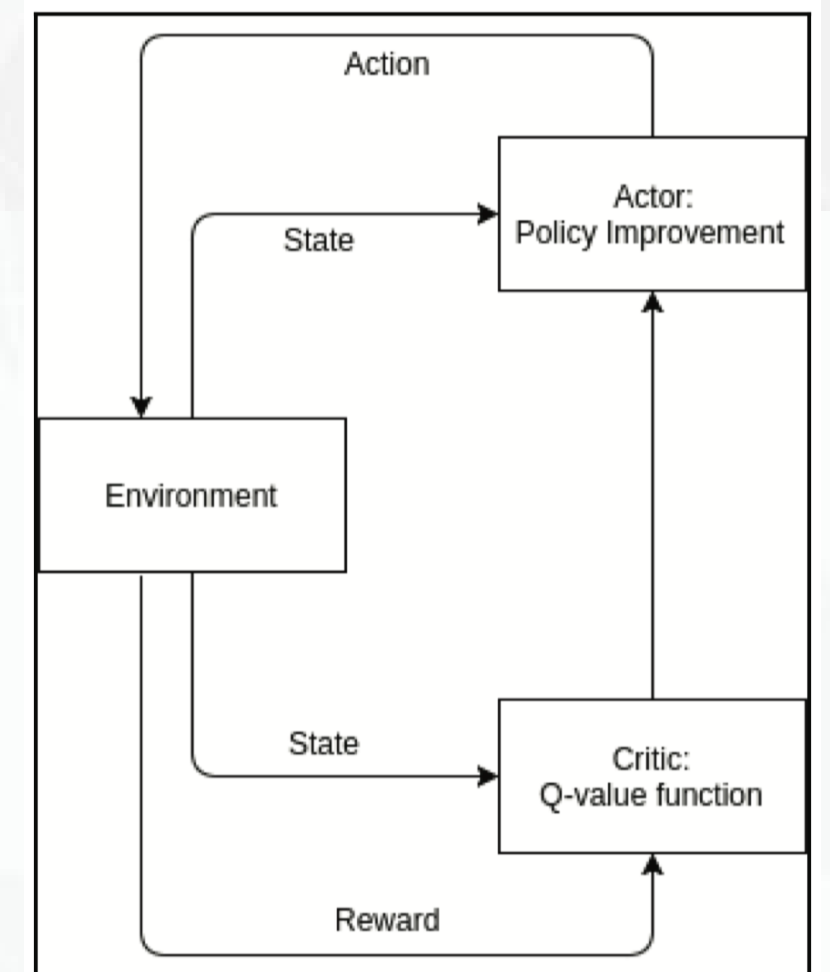 Action
Actor:
Policy Improvement
State
Environment
State
Critic:
Q-value function
Reward